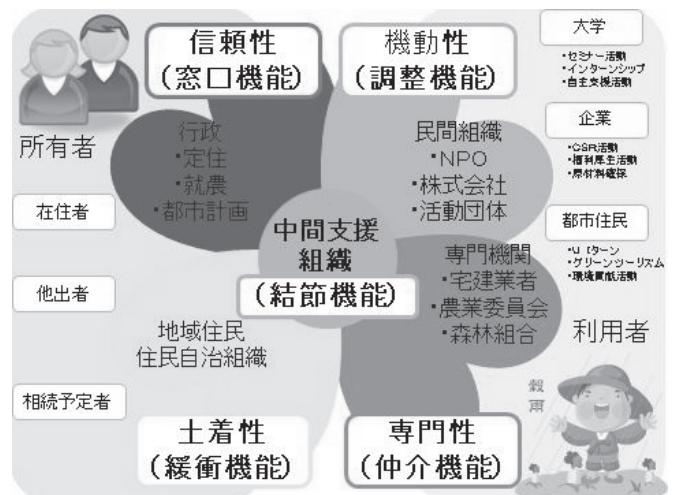 信頼性
(窓口機能)
機動性
(調整機能)
大学
・セミナー活動
・インターンシップ
・自主支援活動
所有者
行政
・定住
・就農
・都市計画
民間組織
・NPO
・株式会社
・活動団体
企業
・CSR活動
・福利厚生活動
・原材料確保
在住者
中間支援
組織
(結節機能)
都市住民
・UIターン
・グリーンツーリズム
・環境貢献活動
専門機関
・宅建業者
・農業委員会
・森林組合
他出者
地域住民
住民自治組織
利用者
相続予定者
穀雨
土着性
(緩衝機能)
専門性
(仲介機能)